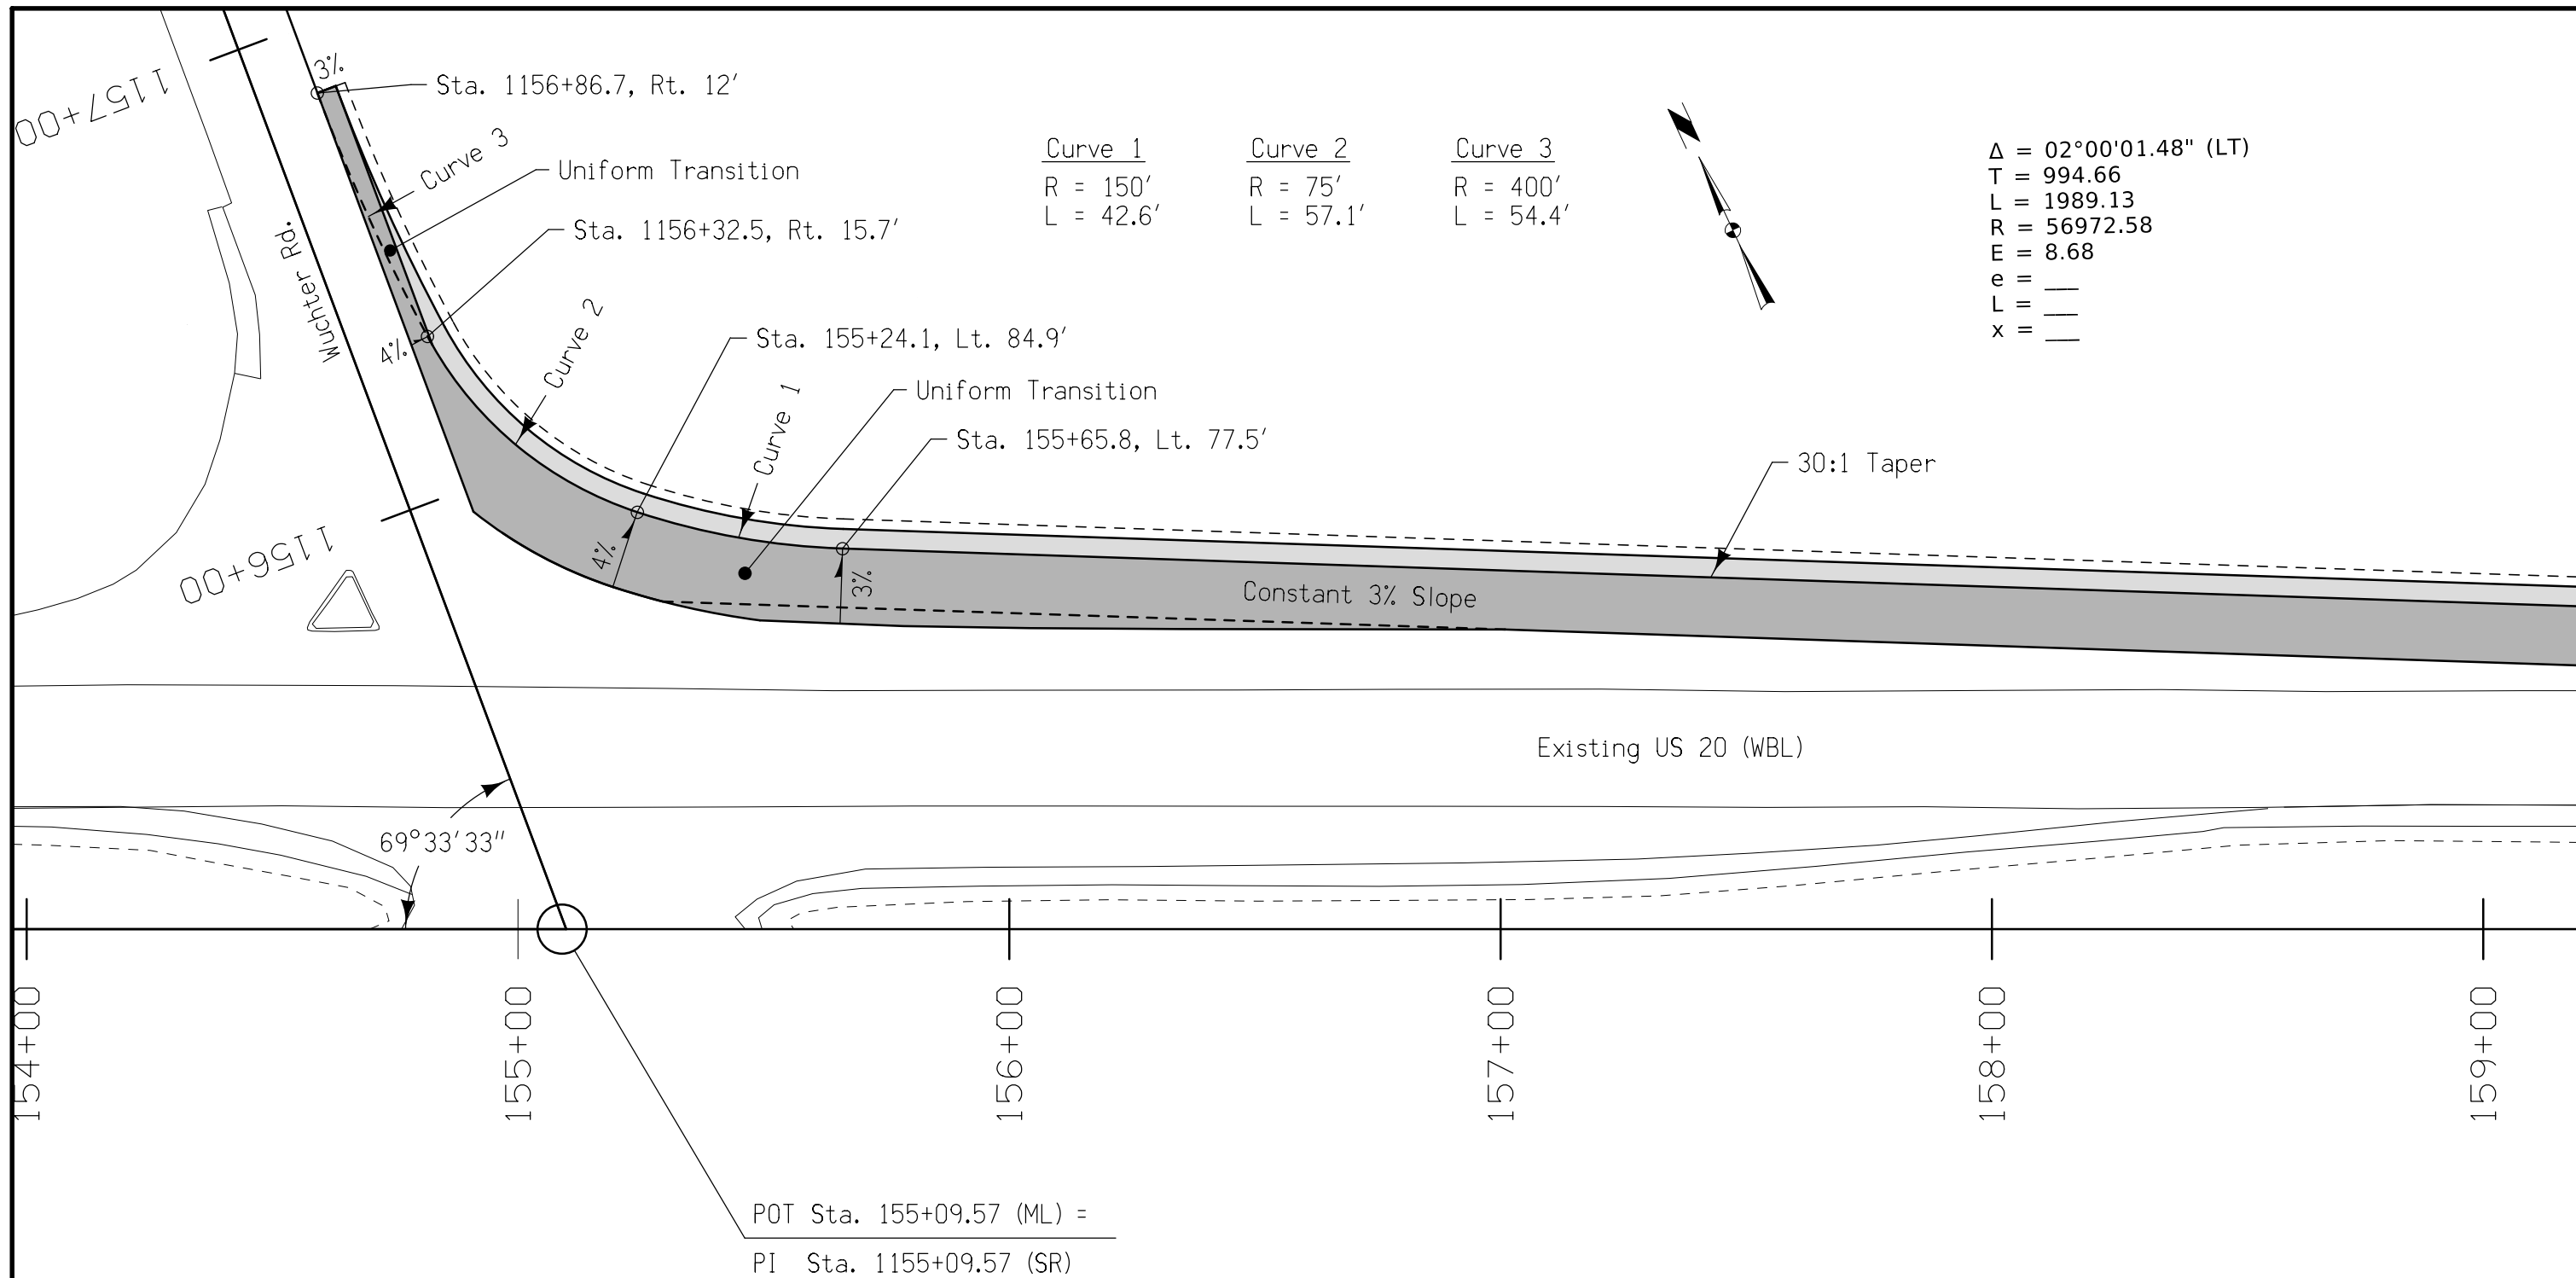 3%
Sta. 1156+86.7, Rt. 12'
1157+00
Curve 3
Uniform Transition
Sta. 1156+32.5, Rt. 15.7'
Wuchter Rd.
4%
Curve 2
Sta. 155+24.1, Lt. 84.9'
Uniform Transition
Curve 1
Sta. 155+65.8, Lt. 77.5'
Curve 1
R = 150'
L = 42.6'
Curve 2
R = 75'
L = 57.1'
Curve 3
R = 400'
L = 54.4'
Δ = 02°00'01.48" (LT)
T = 994.66
L = 1989.13
R = 56972.58
E = 8.68
e = ___
L = ___
x = ___
30:1 Taper
1156+00
4%
3%
Constant 3% Slope
Existing US 20 (WBL)
69°33'33"
154+00
155+00
156+00
157+00
158+00
159+00
POT Sta. 155+09.57 (ML) =
PI Sta. 1155+09.57 (SR)